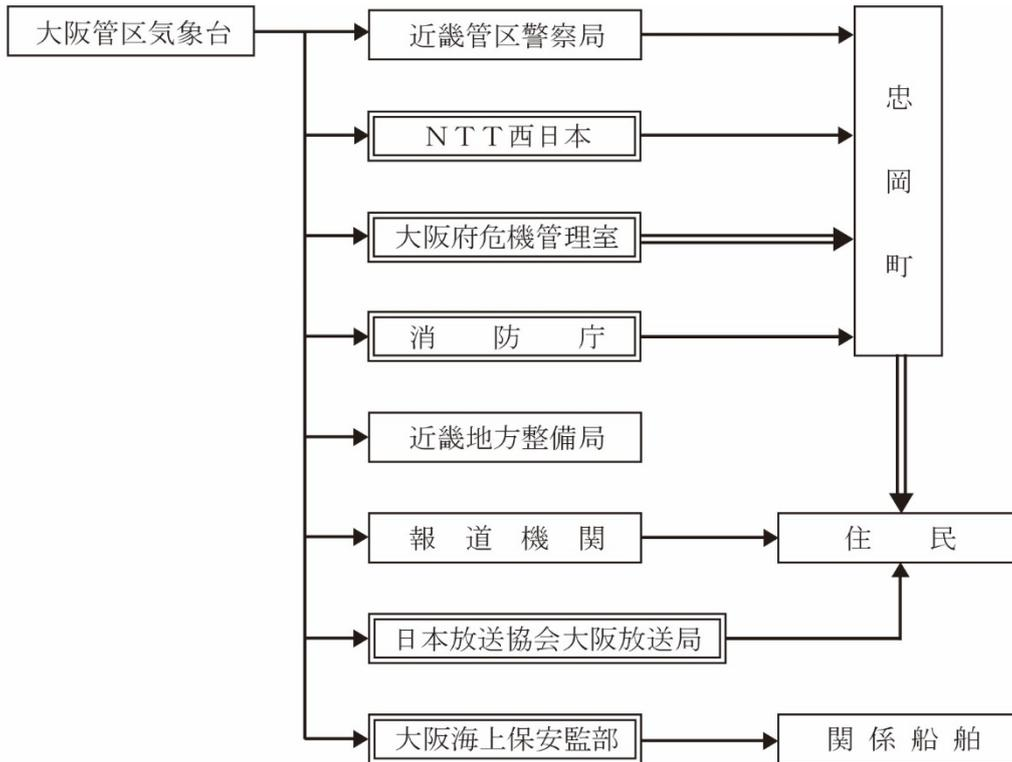 大阪管区気象台
近畿管区警察局
ＮＴＴ西日本
大阪府危機管理室
消防庁
近畿地方整備局
報道機関
日本放送協会大阪放送局
大阪海上保安監部
忠岡町
住民
関係船舶